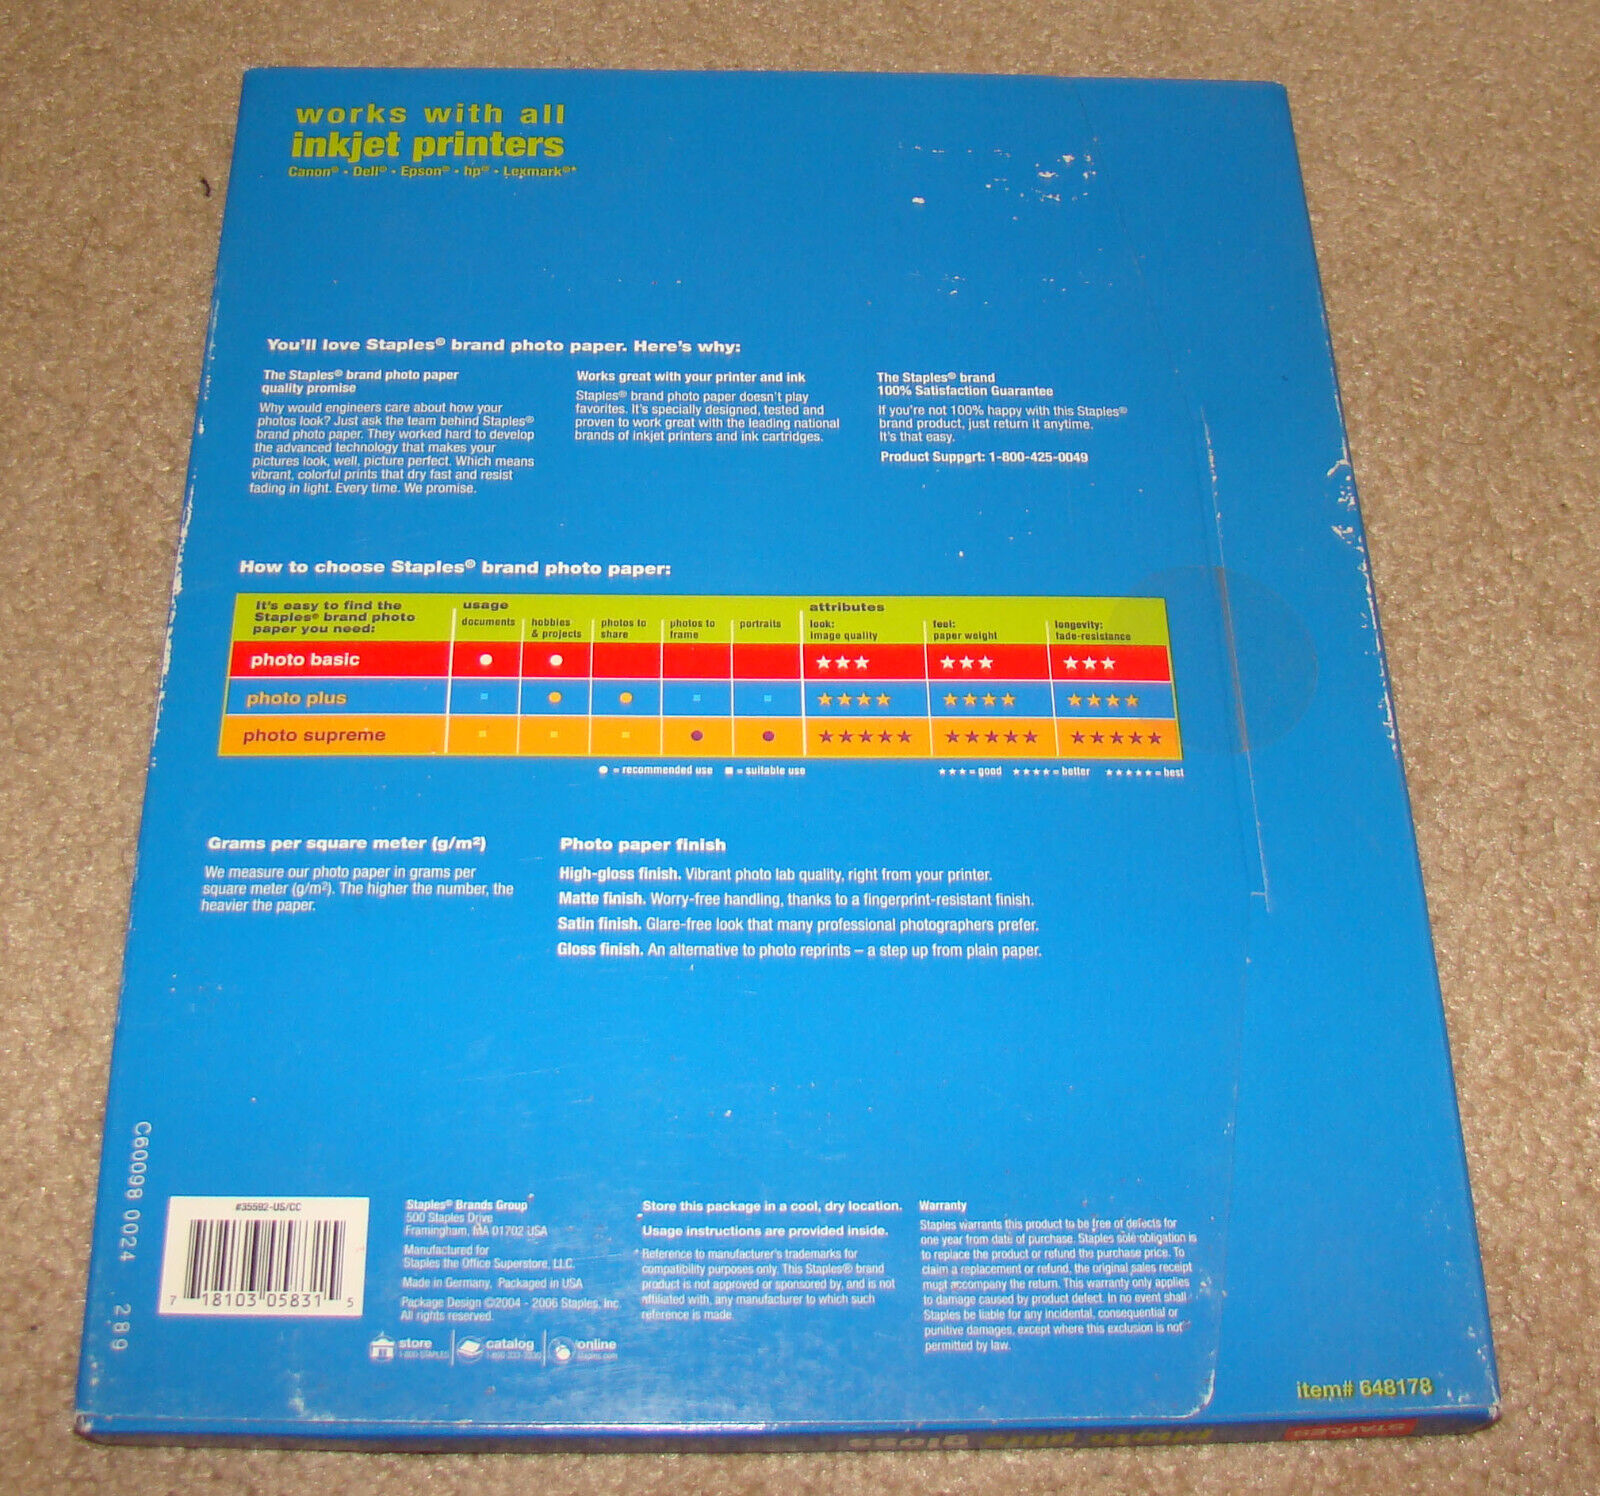 works with all
inkjet printers
Canon® • Dell® • Epson® • hp® • Lexmark®*
You'll love Staples® brand photo paper. Here's why:
The Staples® brand photo paper
quality promise
Why would engineers care about how your
photos look? Just ask the team behind Staples®
brand photo paper. They worked hard to develop
the advanced technology that makes your
pictures look, well, picture perfect. Which means
vibrant, colorful prints that dry fast and resist
fading in light. Every time. We promise.
Works great with your printer and ink
Staples® brand photo paper doesn't play
favorites. It's specially designed, tested and
proven to work great with the leading national
brands of inkjet printers and ink cartridges.
The Staples® brand
100% Satisfaction Guarantee
If you're not 100% happy with this Staples®
brand product, just return it anytime.
It's that easy.
Product Support: 1-800-425-0049
How to choose Staples® brand photo paper:
It's easy to find the
Staples® brand photo
paper you need:
usage
documents
hobbies
& projects
photos to
share
photos to
frame
portraits
attributes
look:
image quality
feel:
paper weight
longevity:
fade-resistance
photo basic ● ● ★★★ ★★★ ★★★
photo plus ■ ● ● ■ ■ ★★★★ ★★★★ ★★★★
photo supreme ■ ■ ■ ● ● ★★★★★ ★★★★★ ★★★★★
● = recommended use ■ = suitable use
★★★ = good ★★★★ = better ★★★★★ = best
Grams per square meter (g/m²)
We measure our photo paper in grams per
square meter (g/m²). The higher the number, the
heavier the paper.
Photo paper finish
High-gloss finish. Vibrant photo lab quality, right from your printer.
Matte finish. Worry-free handling, thanks to a fingerprint-resistant finish.
Satin finish. Glare-free look that many professional photographers prefer.
Gloss finish. An alternative to photo reprints – a step up from plain paper.
C60098 0024 289
#35592-US/CC
7 18103 05831 5
Staples® Brands Group
500 Staples Drive
Framingham, MA 01702 USA
Manufactured for
Staples the Office Superstore, LLC.
Made in Germany, Packaged in USA
Package Design ©2004 - 2006 Staples, Inc.
All rights reserved.
store
1-800-STAPLES
catalog
1-800-333-3330
online
staples.com
Store this package in a cool, dry location.
Usage instructions are provided inside.
* Reference to manufacturer's trademarks for
compatibility purposes only. This Staples® brand
product is not approved or sponsored by, and is not
affiliated with, any manufacturer to which such
reference is made.
Warranty
Staples warrants this product to be free of defects for
one year from date of purchase. Staples sole obligation is
to replace the product or refund the purchase price. To
claim a replacement or refund, the original sales receipt
must accompany the return. This warranty only applies
to damage caused by product defect. In no event shall
Staples be liable for any incidental, consequential or
punitive damages, except where this exclusion is not
permitted by law.
item# 648178
STAPLES
photo plus gloss